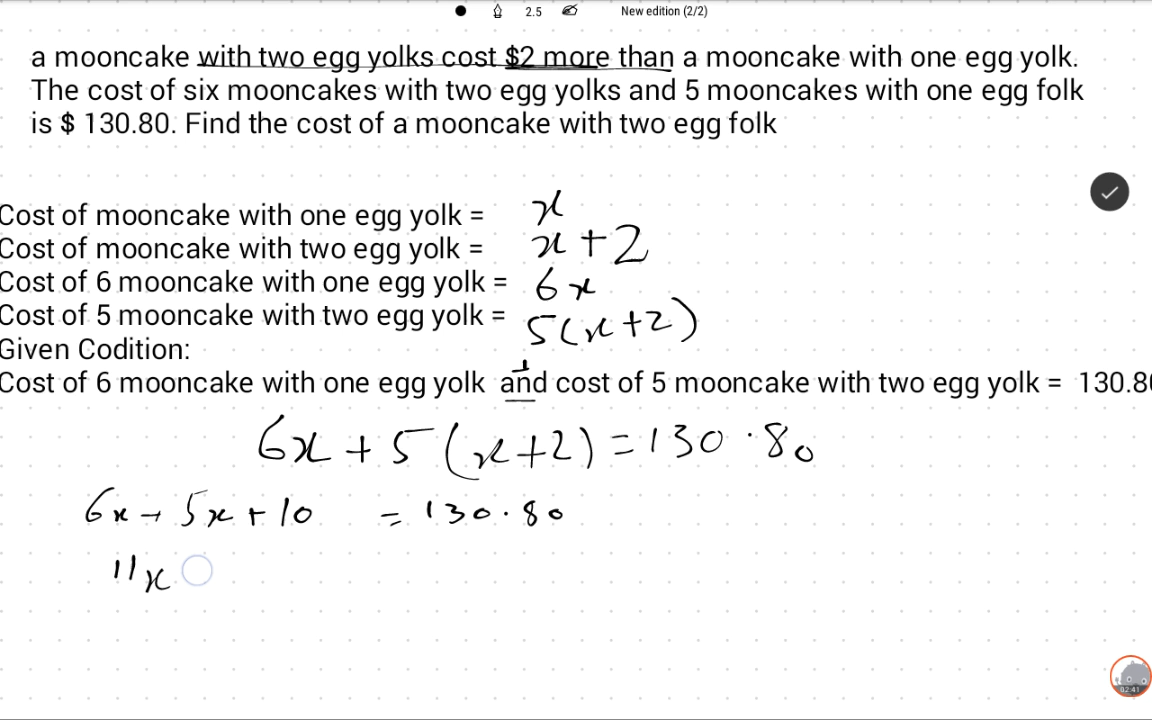 2.5 New edition (2/2)
a mooncake with two egg yolks cost $2 more than a mooncake with one egg yolk.
The cost of six mooncakes with two egg yolks and 5 mooncakes with one egg folk
is $ 130.80. Find the cost of a mooncake with two egg folk
Cost of mooncake with one egg yolk = x
Cost of mooncake with two egg yolk = x + 2
Cost of 6 mooncake with one egg yolk = 6x
Cost of 5 mooncake with two egg yolk = 5(x+2)
Given Codition:
+
Cost of 6 mooncake with one egg yolk and cost of 5 mooncake with two egg yolk = 130.80
6x + 5(x+2) = 130.80
6x + 5x + 10 = 130.80
11x
02:41